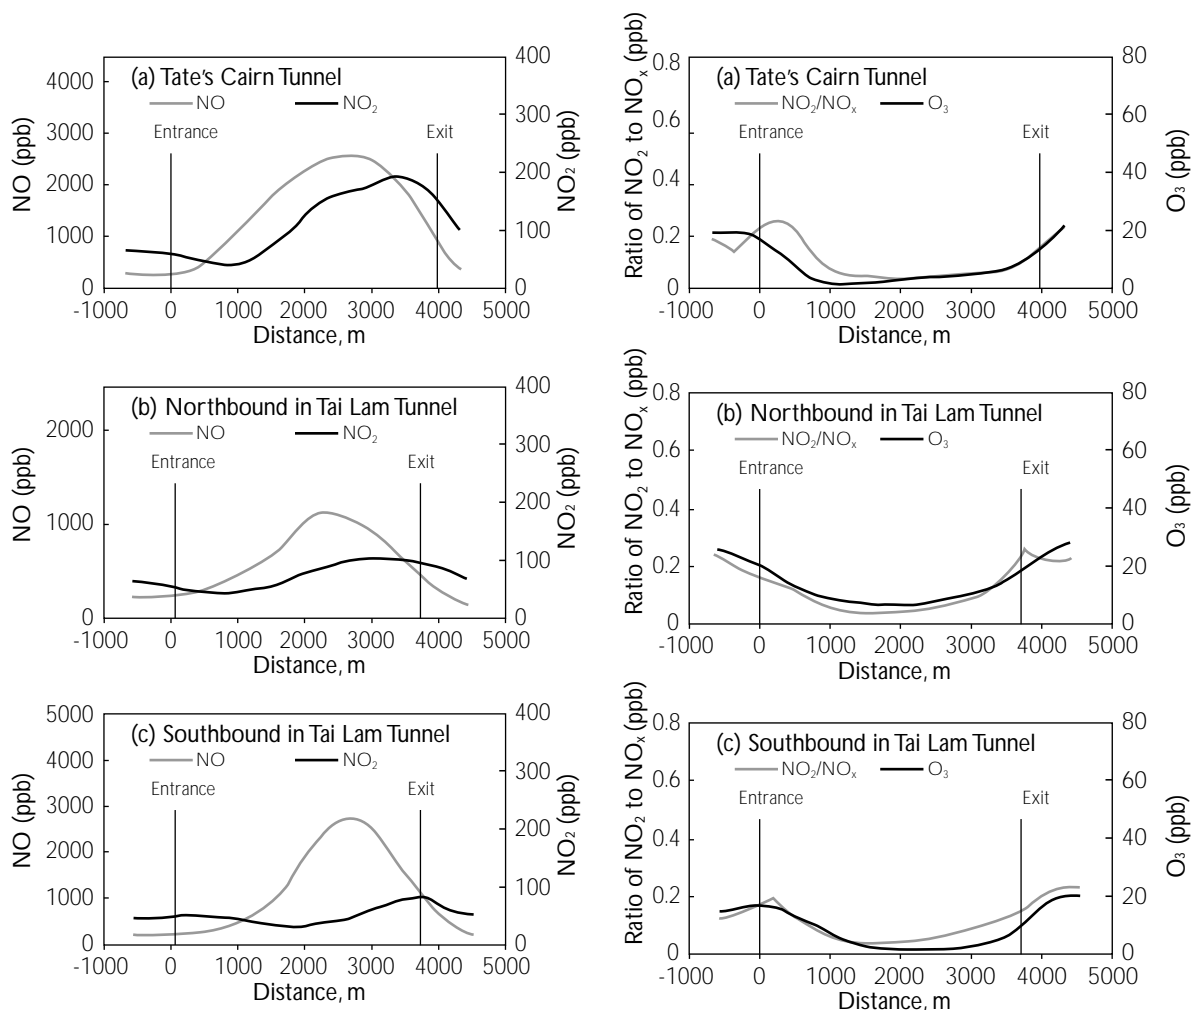 (a) Tate's Cairn Tunnel
NO
NO2
Entrance
Exit
NO (ppb)
4000
3000
2000
1000
0
NO2 (ppb)
400
300
200
100
0
-1000 0 1000 2000 3000 4000 5000
Distance, m
(a) Tate's Cairn Tunnel
NO2/NOx
O3
Entrance
Exit
Ratio of NO2 to NOx (ppb)
0.8
0.6
0.4
0.2
0
O3 (ppb)
80
60
40
20
0
-1000 0 1000 2000 3000 4000 5000
Distance, m
(b) Northbound in Tai Lam Tunnel
NO
NO2
Entrance
Exit
NO (ppb)
2000
1000
0
NO2 (ppb)
400
300
200
100
0
-1000 0 1000 2000 3000 4000 5000
Distance, m
(b) Northbound in Tai Lam Tunnel
NO2/NOx
O3
Entrance
Exit
Ratio of NO2 to NOx (ppb)
0.8
0.6
0.4
0.2
0
O3 (ppb)
80
60
40
20
0
-1000 0 1000 2000 3000 4000 5000
Distance, m
(c) Southbound in Tai Lam Tunnel
NO
NO2
Entrance
Exit
NO (ppb)
5000
4000
3000
2000
1000
0
NO2 (ppb)
400
300
200
100
0
-1000 0 1000 2000 3000 4000 5000
Distance, m
(c) Southbound in Tai Lam Tunnel
NO2/NOx
O3
Entrance
Exit
Ratio of NO2 to NOx (ppb)
0.8
0.6
0.4
0.2
0
O3 (ppb)
80
60
40
20
0
-1000 0 1000 2000 3000 4000 5000
Distance, m